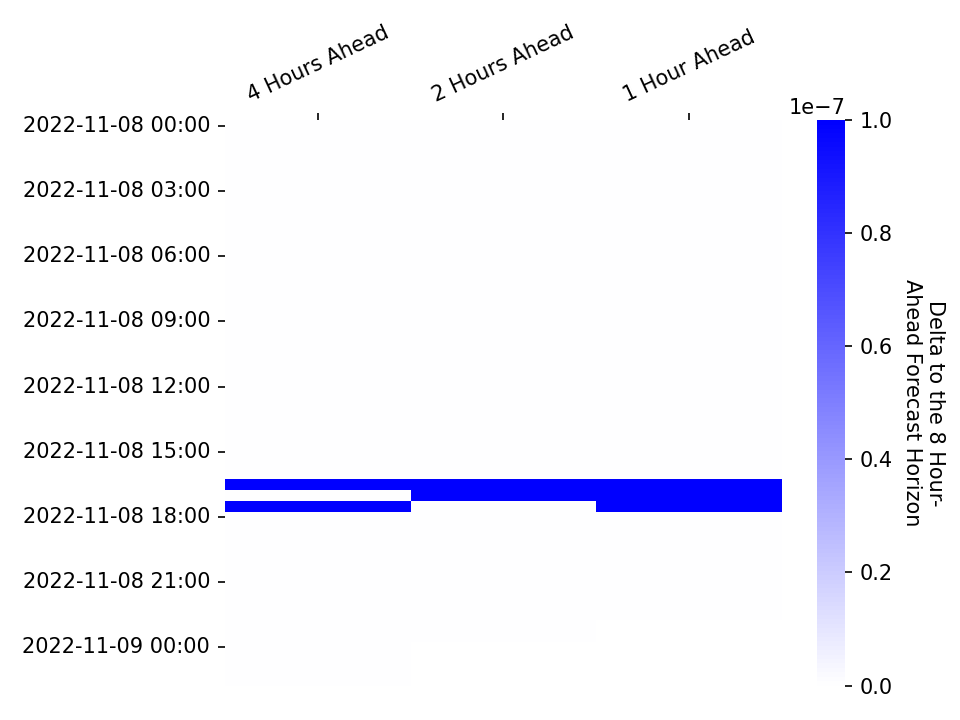 4 Hours Ahead
2 Hours Ahead
1 Hour Ahead
1e−7
2022-11-08 00:00
2022-11-08 03:00
2022-11-08 06:00
2022-11-08 09:00
2022-11-08 12:00
2022-11-08 15:00
2022-11-08 18:00
2022-11-08 21:00
2022-11-09 00:00
1.0
0.8
0.6
0.4
0.2
0.0
Delta to the 8 Hour-
Ahead Forecast Horizon